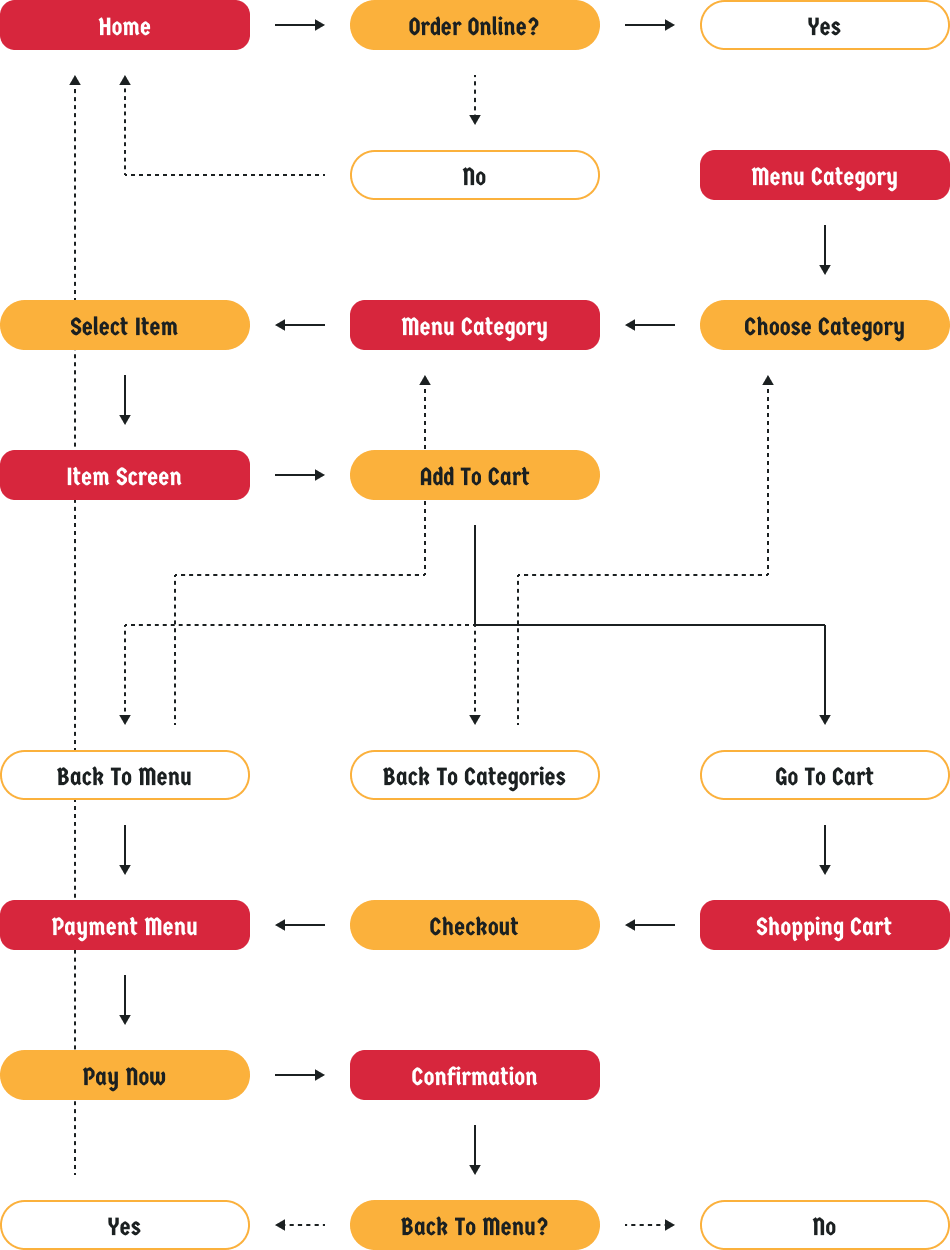 Home
Order Online?
Yes
No
Menu Category
Select Item
Menu Category
Choose Category
Item Screen
Add To Cart
Back To Menu
Back To Categories
Go To Cart
Payment Menu
Checkout
Shopping Cart
Pay Now
Confirmation
Yes
Back To Menu?
No